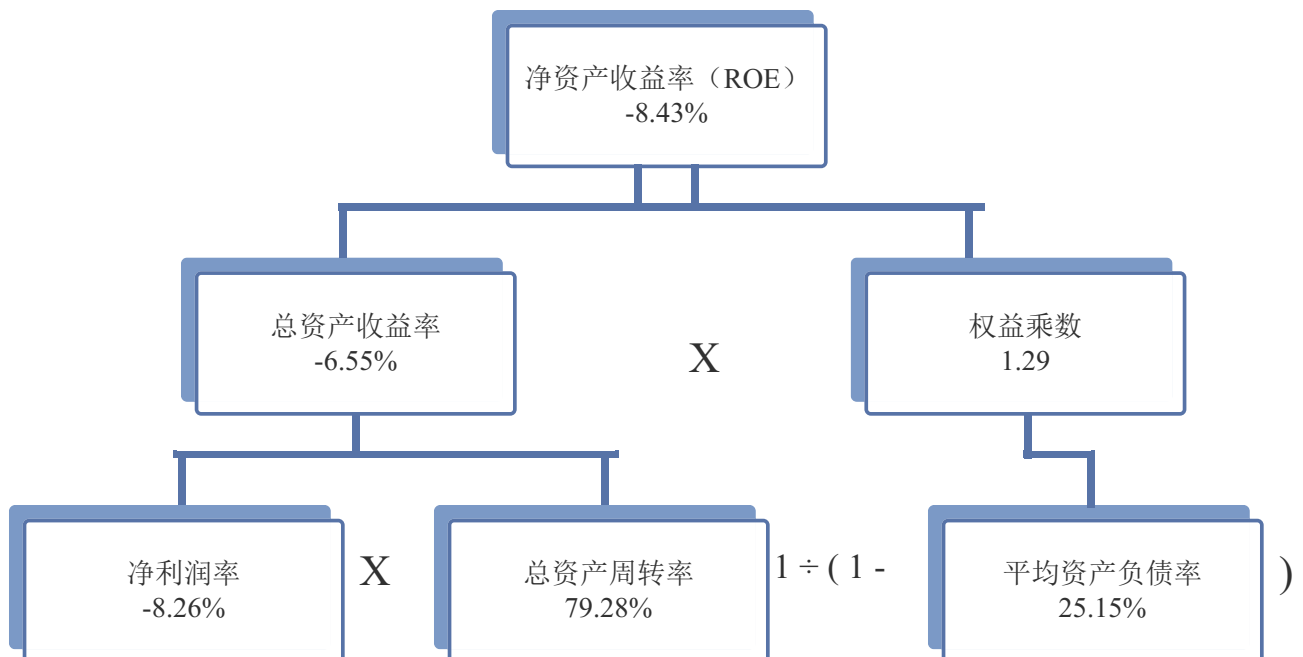 净资产收益率（ROE）
-8.43%
总资产收益率
-6.55%
X
权益乘数
1.29
净利润率
-8.26%
X
总资产周转率
79.28%
1 ÷ ( 1 -
平均资产负债率
25.15%
)